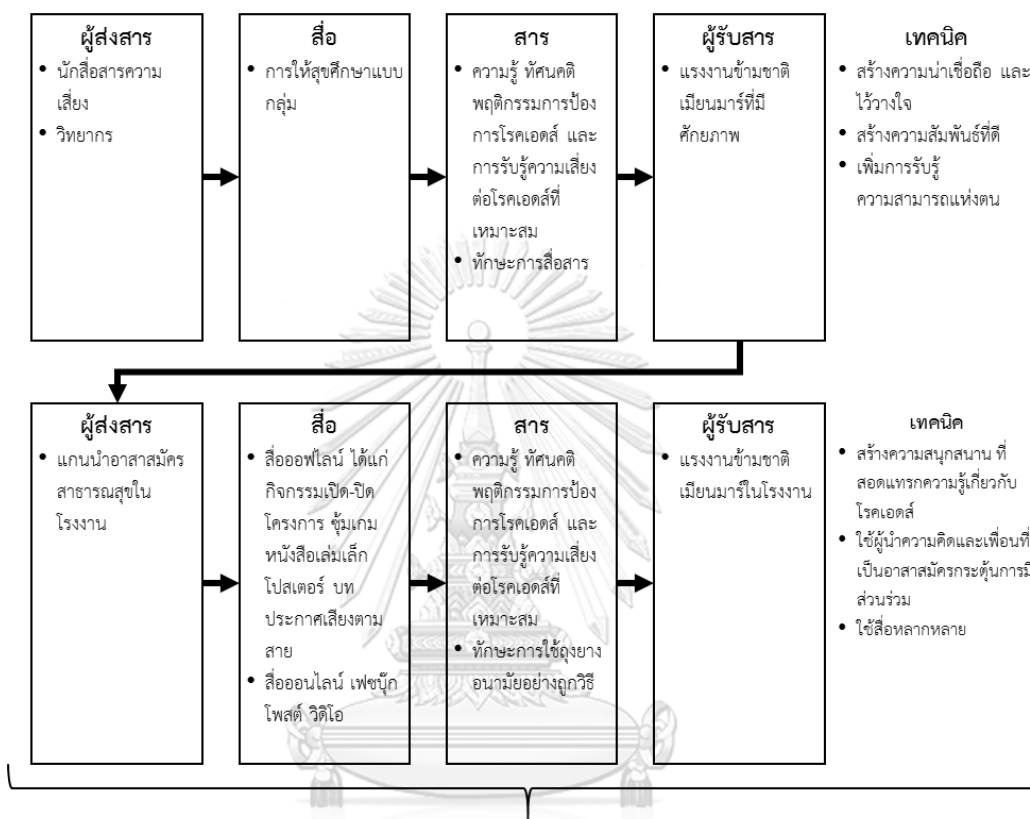 ผู้ส่งสาร
• นักสื่อสารความ
เสี่ยง
• วิทยากร
สื่อ
• การให้สุขศึกษาแบบ
กลุ่ม
สาร
• ความรู้ ทัศนคติ
พฤติกรรมการป้อง
การโรคเอดส์ และ
การรับรู้ความเสี่ยง
ต่อโรคเอดส์ที่
เหมาะสม
• ทักษะการสื่อสาร
ผู้รับสาร
• แรงงานข้ามชาติ
เมียนมาร์ที่มี
ศักยภาพ
เทคนิค
• สร้างความน่าเชื่อถือ และ
ไว้วางใจ
• สร้างความสัมพันธ์ที่ดี
• เพิ่มการรับรู้
ความสามารถแห่งตน
ผู้ส่งสาร
• แกนนำอาสาสมัคร
สาธารณสุขใน
โรงงาน
สื่อ
• สื่อออฟไลน์ ได้แก่
กิจกรรมเปิด-ปิด
โครงการ ซุ้มเกม
หนังสือเล่มเล็ก
โปสเตอร์ บท
ประกาศเสียงตาม
สาย
• สื่อออนไลน์ เฟซบุ๊ก
โพสต์ วิดิโอ
สาร
• ความรู้ ทัศนคติ
พฤติกรรมการป้อง
การโรคเอดส์ และ
การรับรู้ความเสี่ยง
ต่อโรคเอดส์ที่
เหมาะสม
• ทักษะการใช้ถุงยาง
อนามัยอย่างถูกวิธี
ผู้รับสาร
• แรงงานข้ามชาติ
เมียนมาร์ในโรงงาน
เทคนิค
• สร้างความสนุกสนาน ที่
สอดแทรกความรู้เกี่ยวกับ
โรคเอดส์
• ใช้ผู้นำความคิดและเพื่อนที่
เป็นอาสาสมัครกระตุ้นการมี
ส่วนร่วม
• ใช้สื่อหลากหลาย